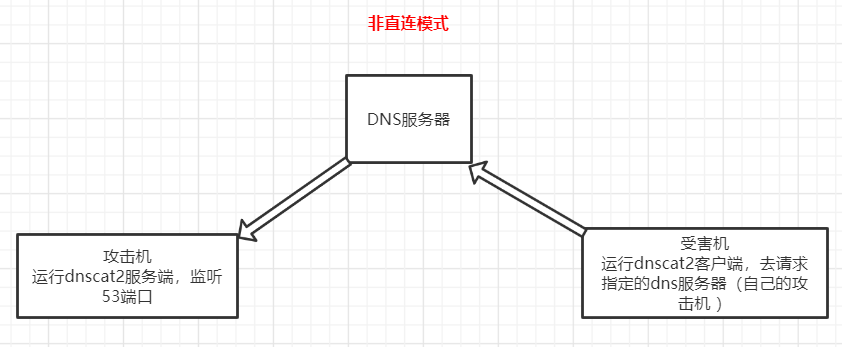 非直连模式
DNS服务器
攻击机
运行dnscat2服务端，监听
53端口
受害机
运行dnscat2客户端，去请求
指定的dns服务器（自己的攻
击机 ）